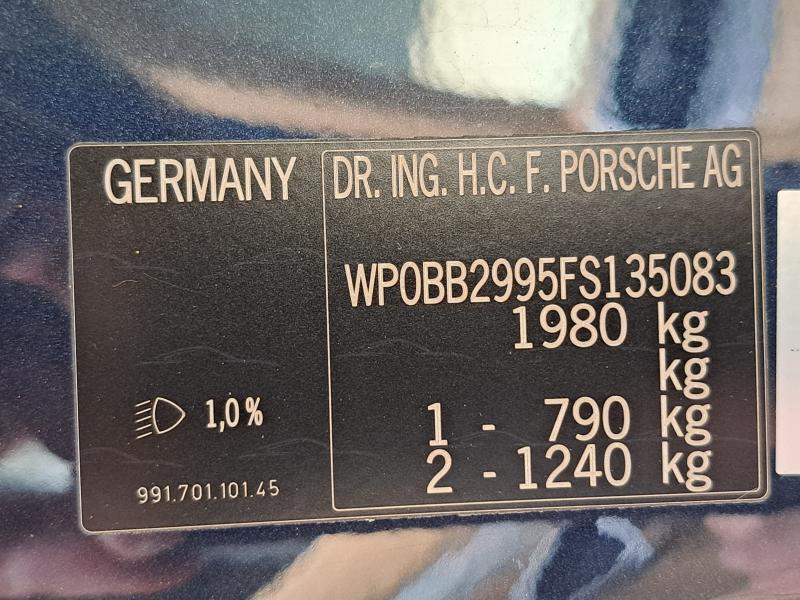 GERMANY
DR. ING. H.C. F. PORSCHE AG
WP0BB2995FS135083
1980 kg
kg
1 - 790 kg
2 - 1240 kg
1,0 %
991.701.101.45